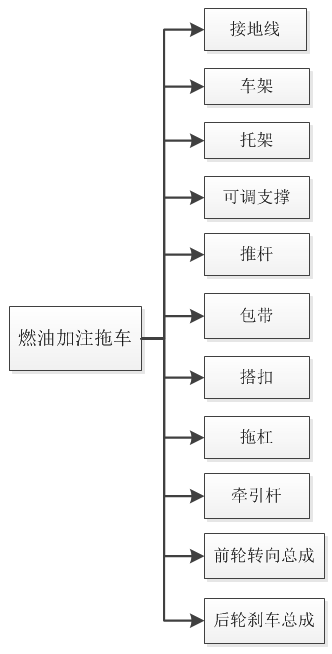 接地线
车架
托架
可调支撑
推杆
燃油加注拖车
包带
搭扣
拖杠
牵引杆
前轮转向总成
后轮刹车总成